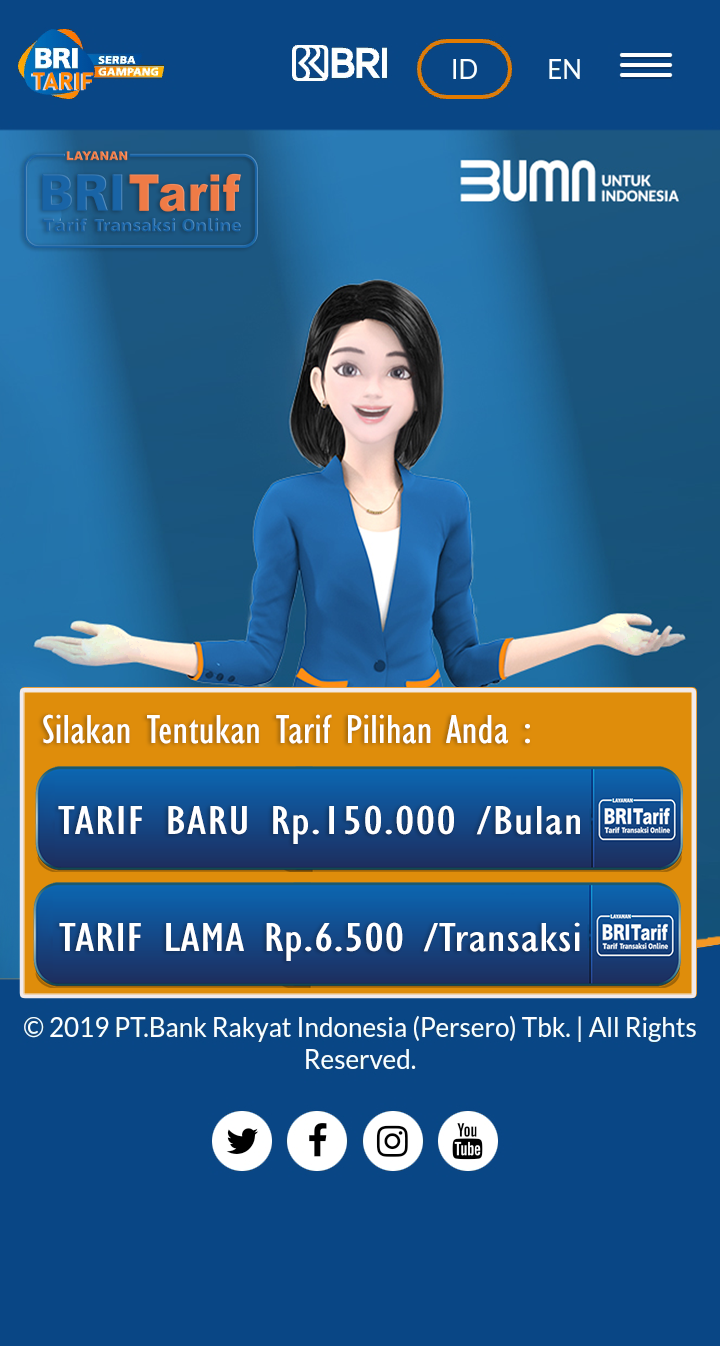 BRI
TARIF
SERBA
GAMPANG
BRI
ID
EN
LAYANAN
BRITarif
Tarif Transaksi Online
BUMN
UNTUK
INDONESIA
Silakan Tentukan Tarif Pilihan Anda :
TARIF BARU Rp.150.000 /Bulan
LAYANAN
BRITarif
Tarif Transaksi Online
TARIF LAMA Rp.6.500 /Transaksi
LAYANAN
BRITarif
Tarif Transaksi Online
© 2019 PT.Bank Rakyat Indonesia (Persero) Tbk. | All Rights
Reserved.
You
Tube